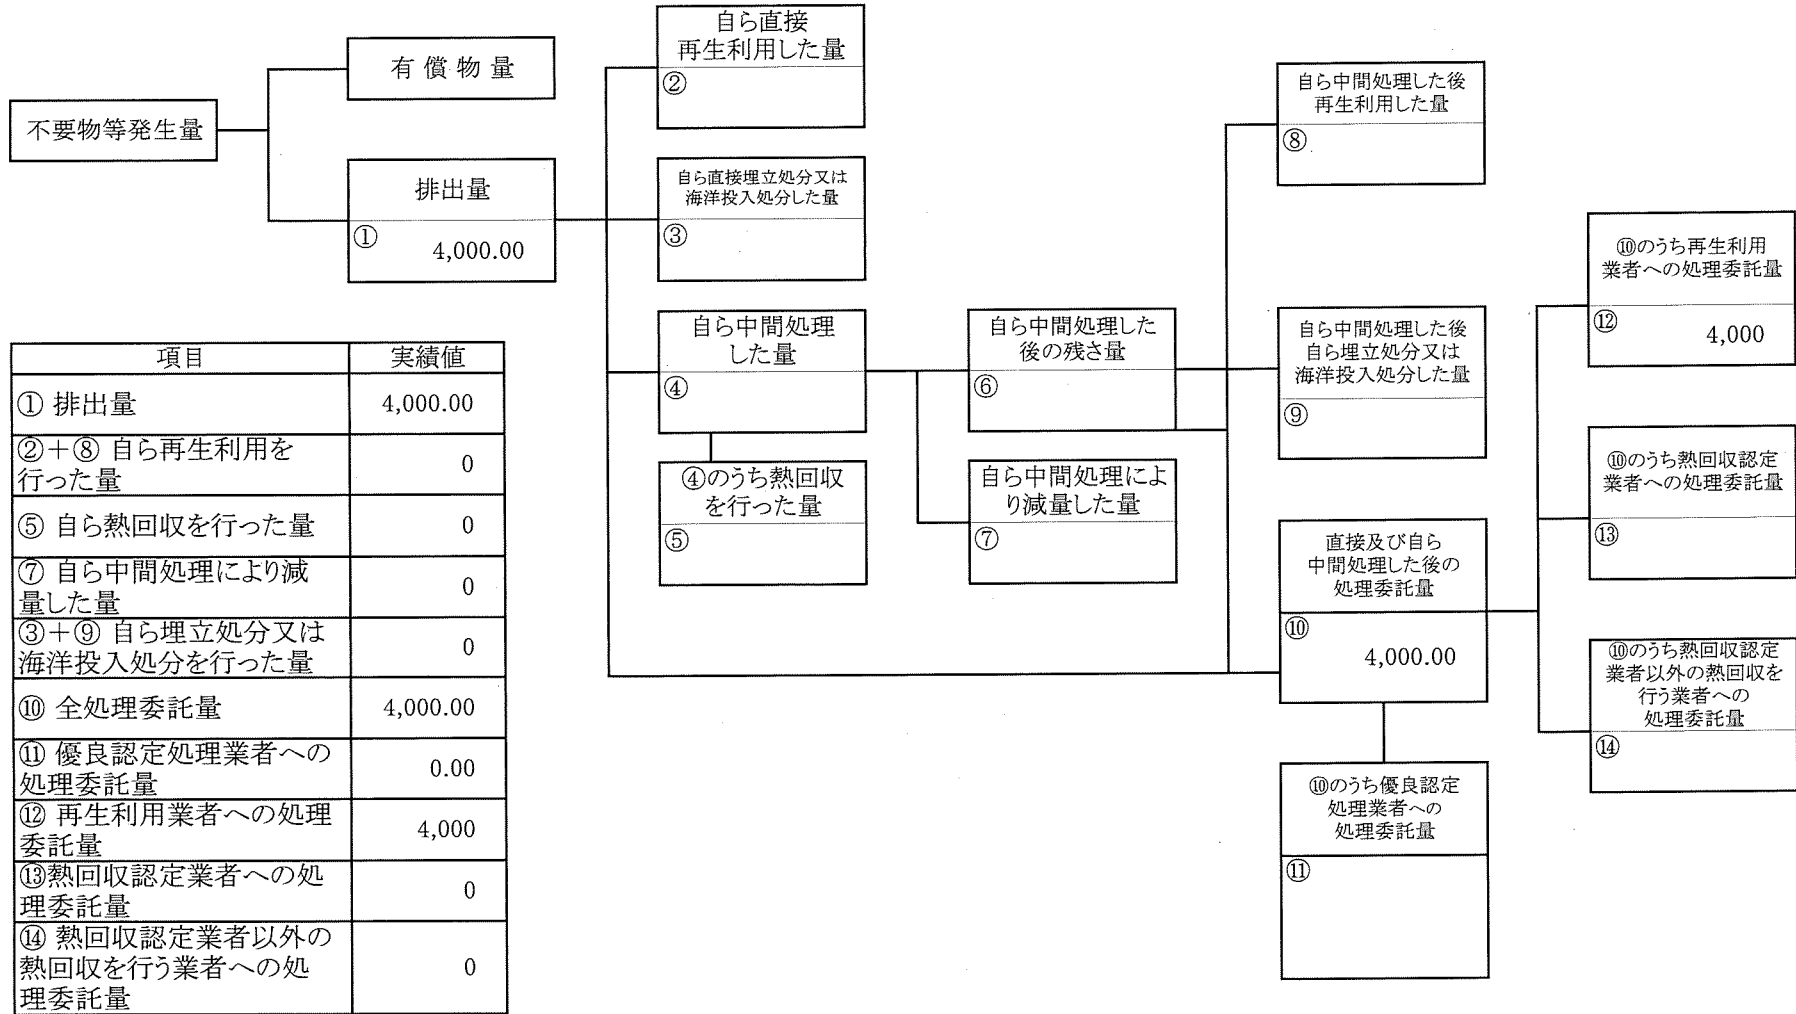 不要物等発生量
有償物量
排出量
①
4,000.00
自ら直接
再生利用した量
②
自ら直接埋立処分又は
海洋投入処分した量
③
自ら中間処理
した量
④
④のうち熱回収
を行った量
⑤
自ら中間処理した
後の残さ量
⑥
自ら中間処理によ
り減量した量
⑦
自ら中間処理した後
再生利用した量
⑧
自ら中間処理した後
自ら埋立処分又は
海洋投入処分した量
⑨
直接及び自ら
中間処理した後の
処理委託量
⑩
4,000.00
⑩のうち優良認定
処理業者への
処理委託量
⑪
⑩のうち再生利用
業者への処理委託量
⑫
4,000
⑩のうち熱回収認定
業者への処理委託量
⑬
⑩のうち熱回収認定
業者以外の熱回収を
行う業者への
処理委託量
⑭
項目 実績値
① 排出量 4,000.00
②+⑧ 自ら再生利用を
行った量 0
⑤ 自ら熱回収を行った量 0
⑦ 自ら中間処理により減
量した量 0
③+⑨ 自ら埋立処分又は
海洋投入処分を行った量 0
⑩ 全処理委託量 4,000.00
⑪ 優良認定処理業者への
処理委託量 0.00
⑫ 再生利用業者への処理
委託量 4,000
⑬熱回収認定業者への処
理委託量 0
⑭ 熱回収認定業者以外の
熱回収を行う業者への処
理委託量 0